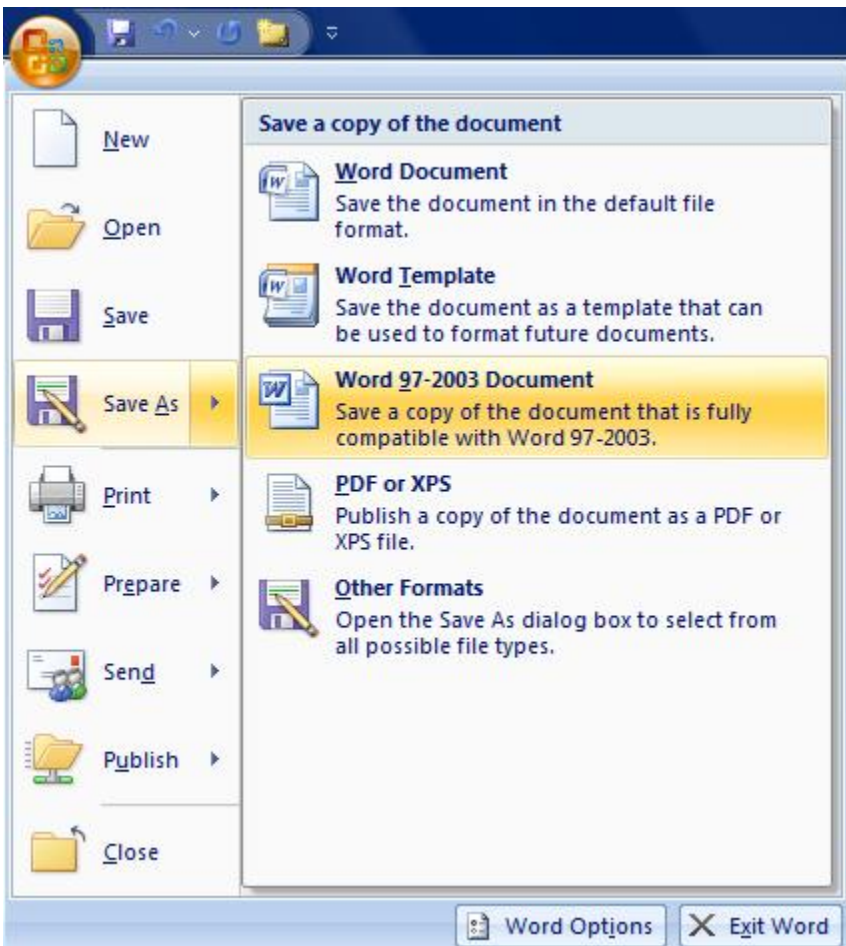 New
Open
Save
Save As
Print
Prepare
Send
Publish
Close
Save a copy of the document
Word Document
Save the document in the default file
format.
Word Template
Save the document as a template that can
be used to format future documents.
Word 97-2003 Document
Save a copy of the document that is fully
compatible with Word 97-2003.
PDF or XPS
Publish a copy of the document as a PDF or
XPS file.
Other Formats
Open the Save As dialog box to select from
all possible file types.
Word Options
Exit Word